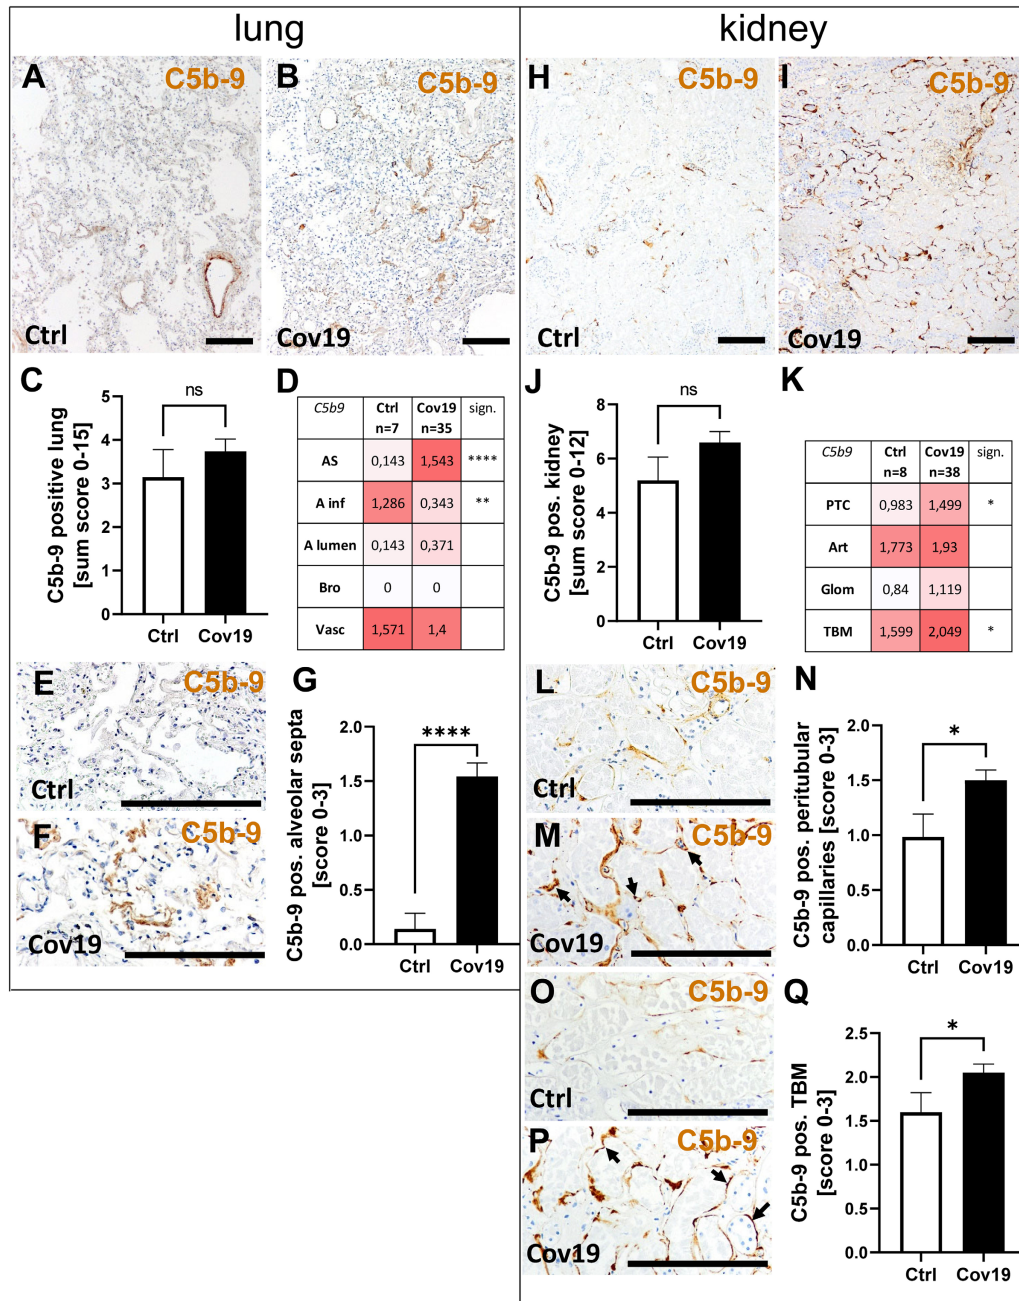 lung
kidney
A
C5b-9
Ctrl
B
C5b-9
Cov19
H
C5b-9
Ctrl
I
C5b-9
Cov19
C
C5b-9 positive lung
[sum score 0-15]
5
4
3
2
1
0
ns
Ctrl
Cov19
D
C5b9 Ctrl n=7 Cov19 n=35 sign.
AS 0,143 1,543 ****
A inf 1,286 0,343 **
A lumen 0,143 0,371
Bro 0 0
Vasc 1,571 1,4
J
C5b-9 pos. kidney
[sum score 0-12]
8
6
4
2
0
ns
Ctrl
Cov19
K
C5b9 Ctrl n=8 Cov19 n=38 sign.
PTC 0,983 1,499 *
Art 1,773 1,93
Glom 0,84 1,119
TBM 1,599 2,049 *
E
C5b-9
Ctrl
F
C5b-9
Cov19
G
C5b-9 pos. alveolar septa
[score 0-3]
2.0
1.5
1.0
0.5
0.0
****
Ctrl
Cov19
L
C5b-9
Ctrl
M
C5b-9
Cov19
N
C5b-9 pos. peritubular
capillaries [score 0-3]
2.0
1.5
1.0
0.5
0.0
*
Ctrl
Cov19
O
C5b-9
Ctrl
P
C5b-9
Cov19
Q
C5b-9 pos. TBM
[score 0-3]
2.5
2.0
1.5
1.0
0.5
0.0
*
Ctrl
Cov19